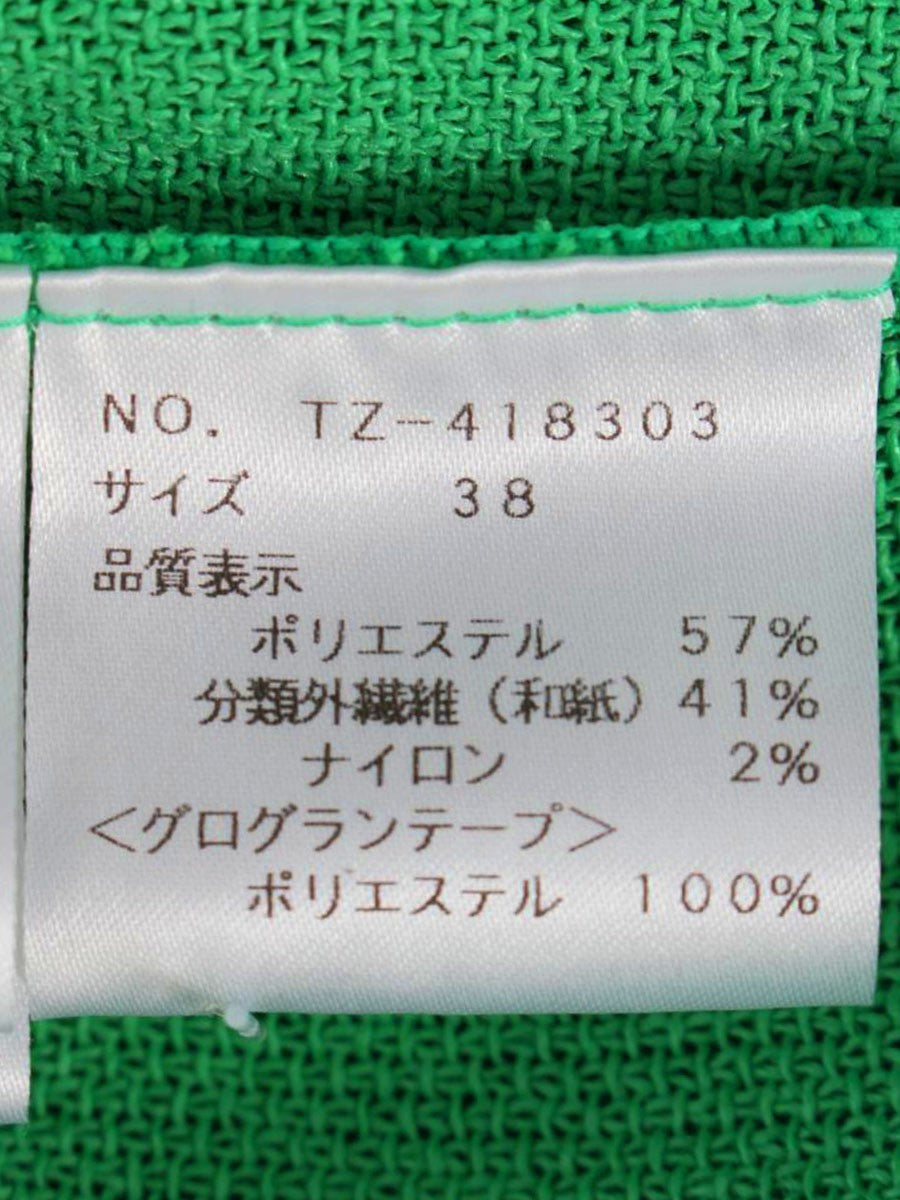 NO. TZ-418303
サイズ 38
品質表示
ポリエステル 57%
分類外繊維(和紙) 41%
ナイロン 2%
<グログランテープ>
ポリエステル 100%